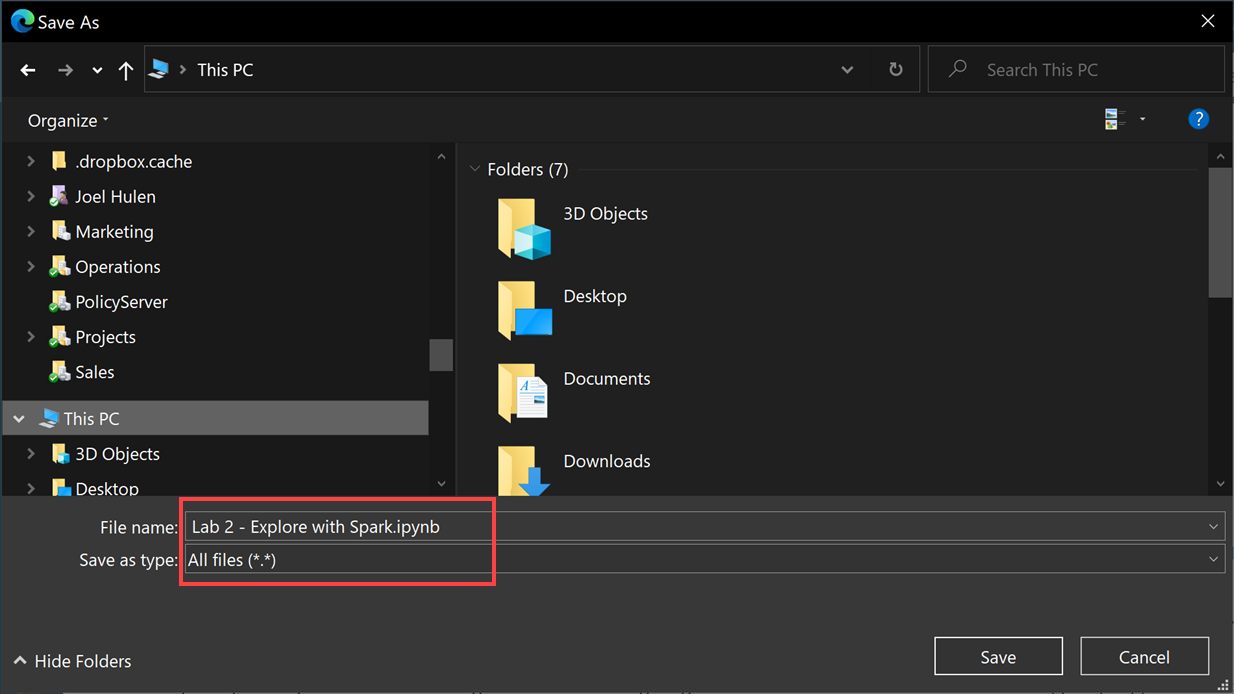 Save As
This PC
Search This PC
Organize
?
.dropbox.cache
Joel Hulen
Marketing
Operations
PolicyServer
Projects
Sales
This PC
3D Objects
Desktop
Folders (7)
3D Objects
Desktop
Documents
Downloads
File name: Lab 2 - Explore with Spark.ipynb
Save as type: All files (*.*)
Hide Folders
Save
Cancel